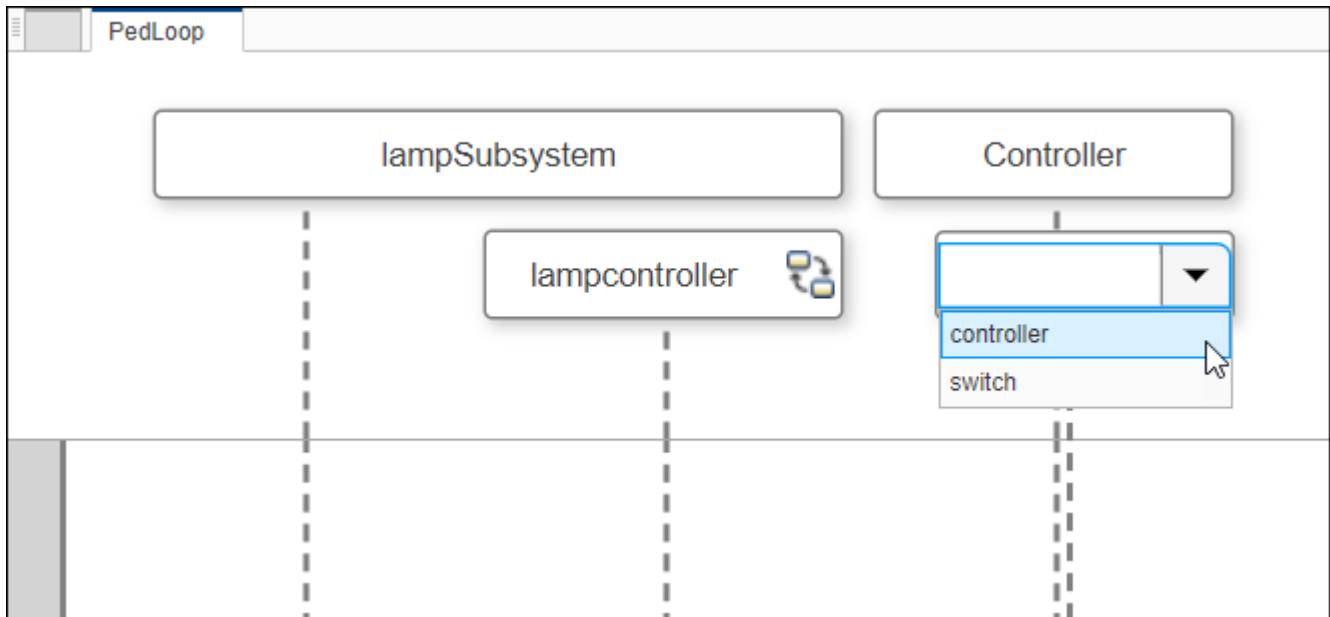 PedLoop
lampSubsystem
Controller
lampcontroller
controller
switch